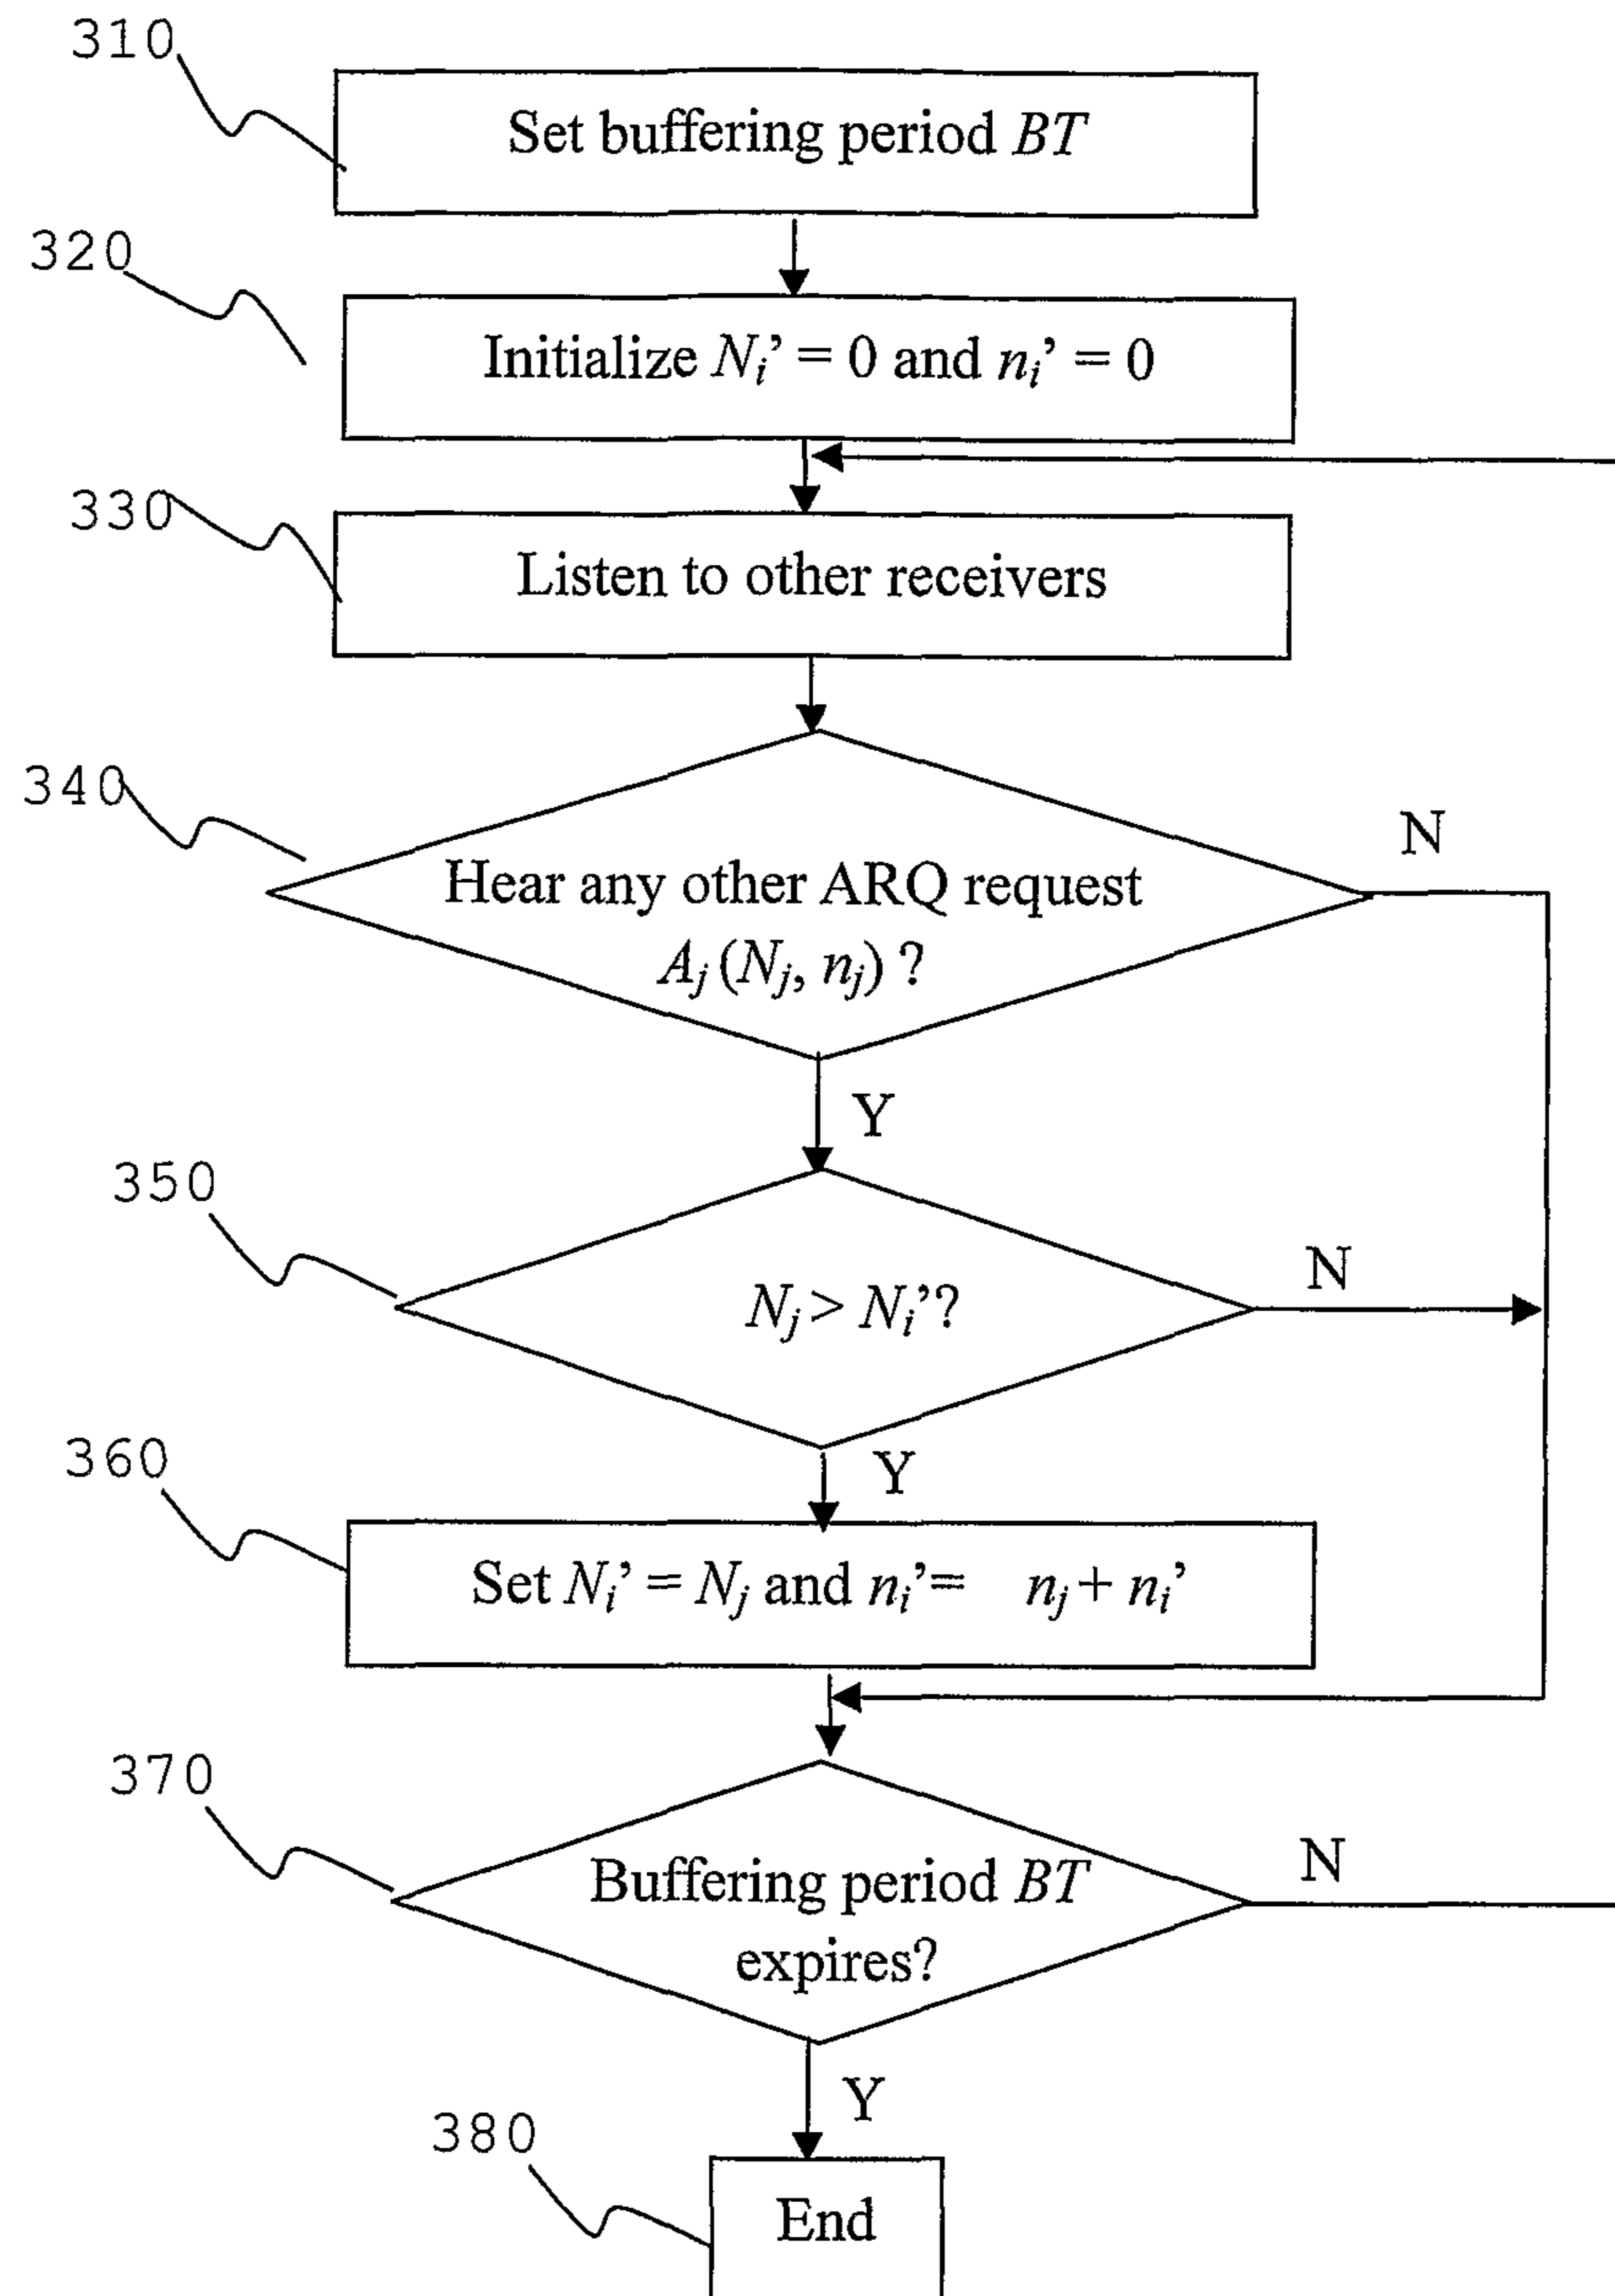 310
Set buffering period BT
320
Initialize Nᵢ’ = 0 and nᵢ’ = 0
330
Listen to other receivers
340
N
Hear any other ARQ request
Aⱼ (Nⱼ, nⱼ) ?
Y
350
N
Nⱼ > Nᵢ’?
Y
360
Set Nᵢ’ = Nⱼ and nᵢ’= nⱼ + nᵢ’
370
N
Buffering period BT
expires?
Y
380
End